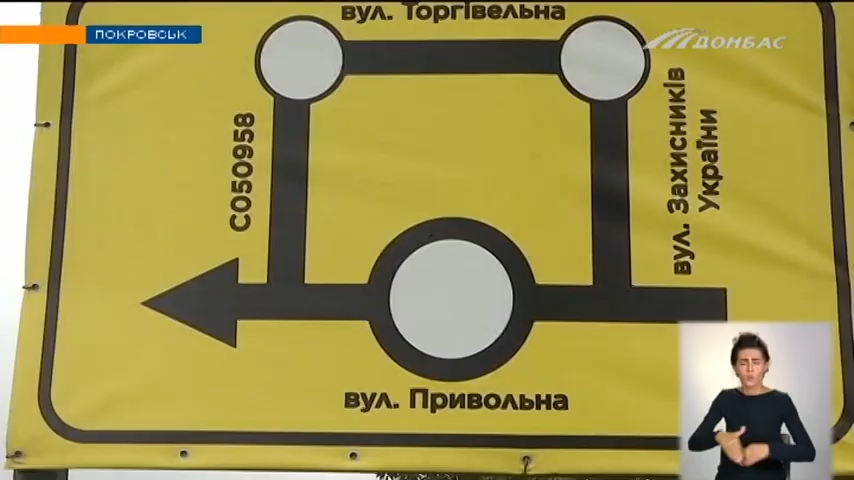 вул. Торгівельна
ПОКРОВСЬК
ДОНБАС
С050958
вул. Захисників
України
вул. Привольна